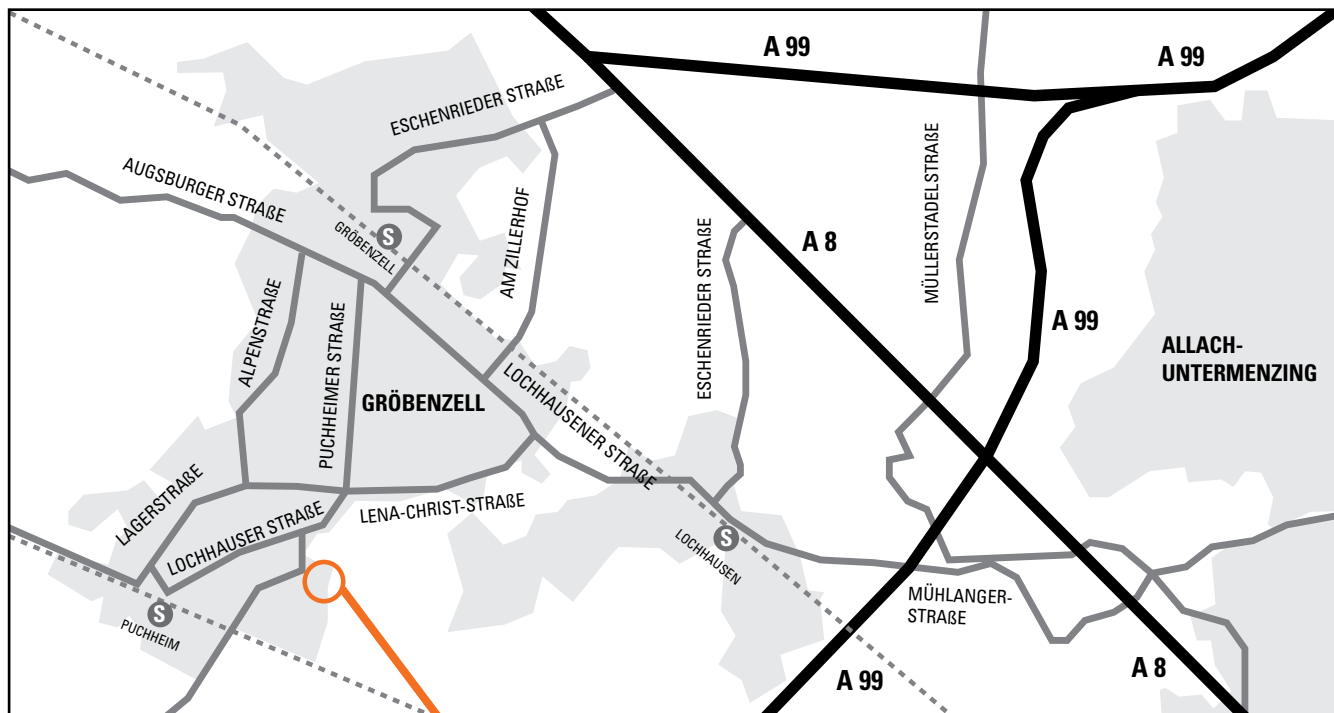 A 99
A 99
ESCHENRIEDER STRAßE
AUGSBURGER STRAßE
MÜLLERSTADELSTRAßE
S
GRÖBENZELL
AM ZILLERHOF
ESCHENRIEDER STRAßE
A 8
A 99
ALPENSTRAßE
PUCHHEIMER STRAßE
ALLACH-
UNTERMENZING
GRÖBENZELL
LOCHHAUSENER STRAßE
LAGERSTRAßE
LOCHHAUSER STRAßE
LENA-CHRIST-STRAßE
S
LOCHHAUSEN
S
PUCHHEIM
MÜHLANGER-
STRAßE
A 99
A 8